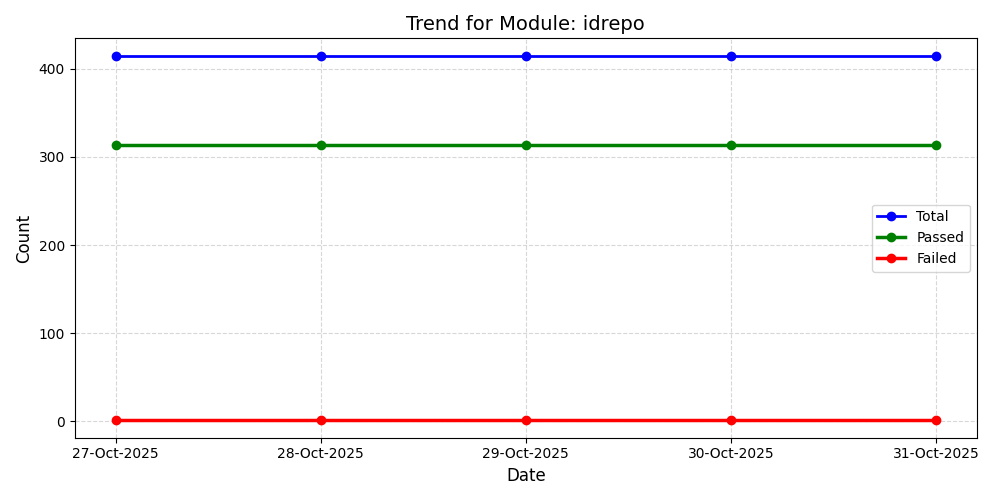 Trend for Module: idrepo
Count
400
300
200
100
0
Total
Passed
Failed
27-Oct-2025
28-Oct-2025
29-Oct-2025
30-Oct-2025
31-Oct-2025
Date